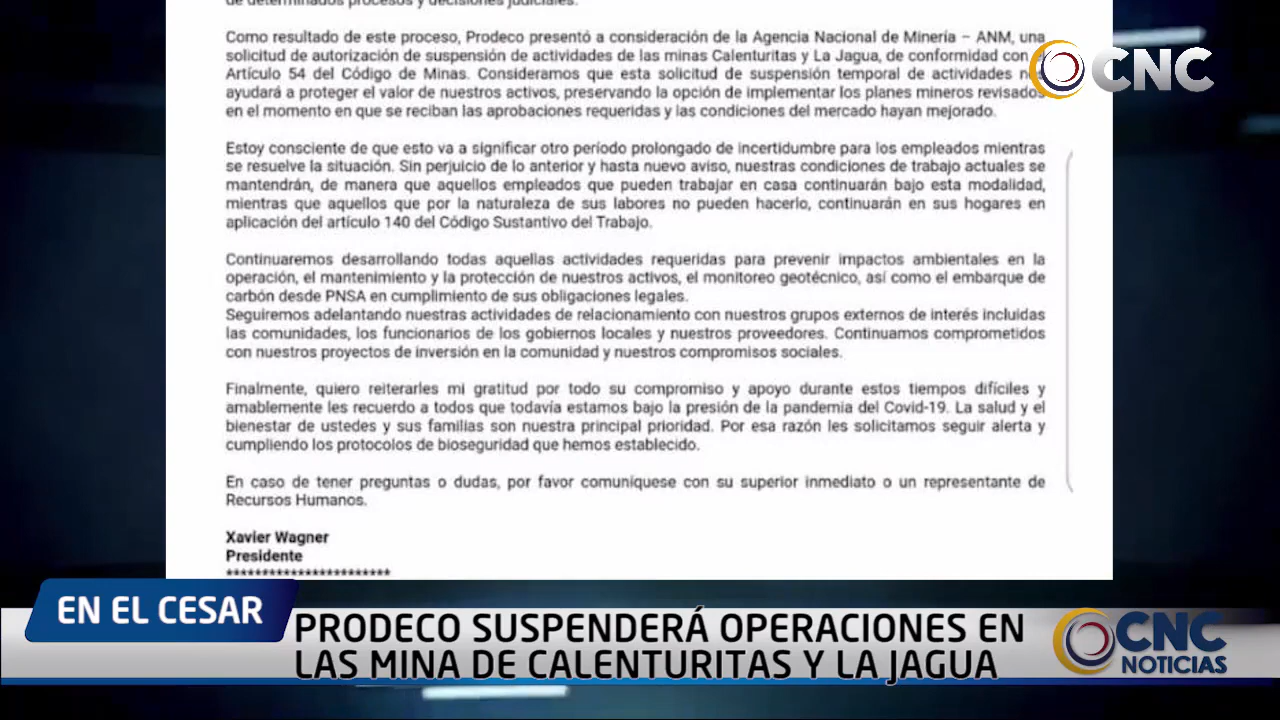 de determinados procesos y decisiones judiciales.
Como resultado de este proceso, Prodeco presentó a consideración de la Agencia Nacional de Minería – ANM, una
solicitud de autorización de suspensión de actividades de las minas Calenturitas y La Jagua, de conformidad con
Artículo 54 del Código de Minas. Consideramos que esta solicitud de suspensión temporal de actividades nos
ayudará a proteger el valor de nuestros activos, preservando la opción de implementar los planes mineros revisados
en el momento en que se reciban las aprobaciones requeridas y las condiciones del mercado hayan mejorado.
Estoy consciente de que esto va a significar otro período prolongado de incertidumbre para los empleados mientras
se resuelve la situación. Sin perjuicio de lo anterior y hasta nuevo aviso, nuestras condiciones de trabajo actuales se
mantendrán, de manera que aquellos empleados que pueden trabajar en casa continuarán bajo esta modalidad,
mientras que aquellos que por la naturaleza de sus labores no pueden hacerlo, continuarán en sus hogares en
aplicación del artículo 140 del Código Sustantivo del Trabajo.
Continuaremos desarrollando todas aquellas actividades requeridas para prevenir impactos ambientales en la
operación, el mantenimiento y la protección de nuestros activos, el monitoreo geotécnico, así como el embarque de
carbón desde PNSA en cumplimiento de sus obligaciones legales.
Seguiremos adelantando nuestras actividades de relacionamiento con nuestros grupos externos de interés incluidas
las comunidades, los funcionarios de los gobiernos locales y nuestros proveedores. Continuamos comprometidos
con nuestros proyectos de inversión en la comunidad y nuestros compromisos sociales.
Finalmente, quiero reiterarles mi gratitud por todo su compromiso y apoyo durante estos tiempos difíciles y
amablemente les recuerdo a todos que todavía estamos bajo la presión de la pandemia del Covid-19. La salud y el
bienestar de ustedes y sus familias son nuestra principal prioridad. Por esa razón les solicitamos seguir alerta y
cumpliendo los protocolos de bioseguridad que hemos establecido.
En caso de tener preguntas o dudas, por favor comuníquese con su superior inmediato o un representante de
Recursos Humanos.
Xavier Wagner
Presidente
***********************
CNC
EN EL CESAR
PRODECO SUSPENDERÁ OPERACIONES EN
LAS MINA DE CALENTURITAS Y LA JAGUA
CNC
NOTICIAS